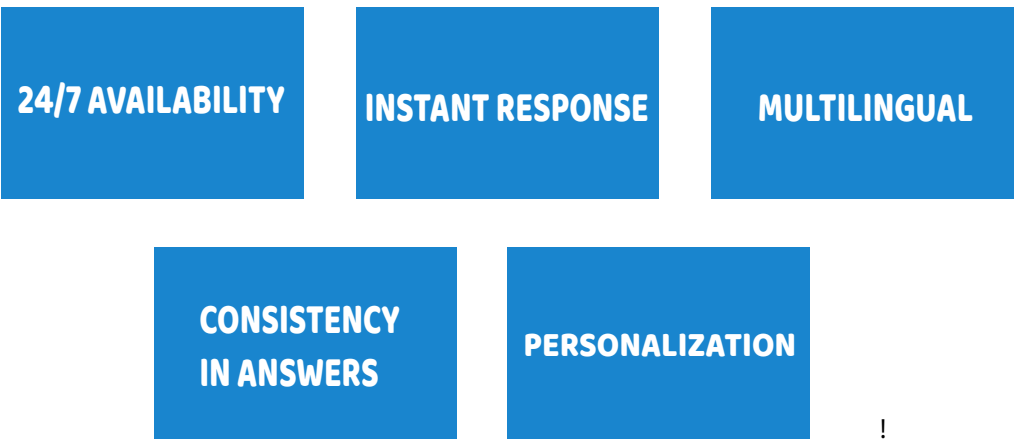 24/7 AVAILABILITY
INSTANT RESPONSE
MULTILINGUAL
CONSISTENCY
IN ANSWERS
PERSONALIZATION
!